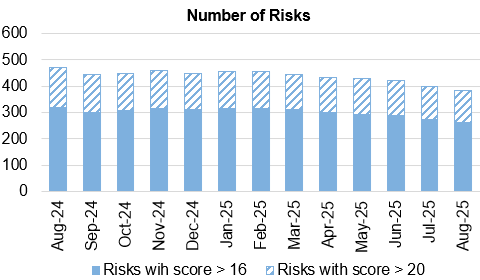 Number of Risks
600
500
400
300
200
100
0
Aug-24
Sep-24
Oct-24
Nov-24
Dec-24
Jan-25
Feb-25
Mar-25
Apr-25
May-25
Jun-25
Jul-25
Aug-25
Risks wih score > 16
Risks with score > 20